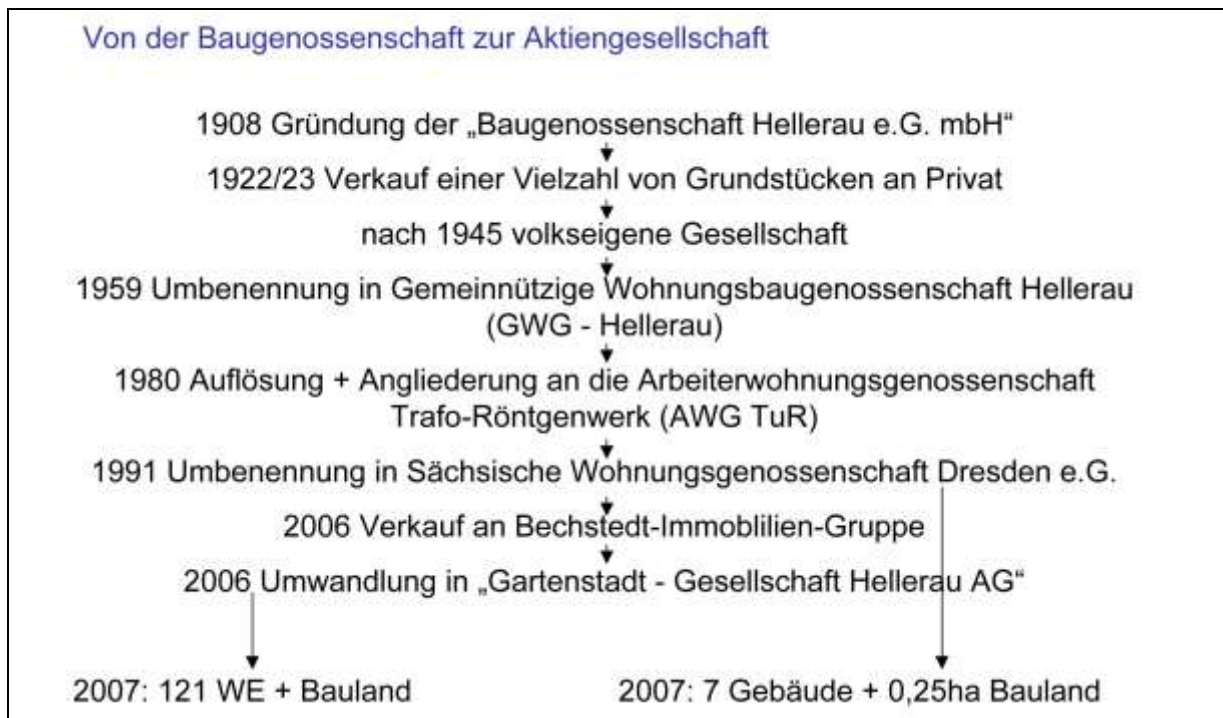 Von der Baugenossenschaft zur Aktiengesellschaft
1908 Gründung der „Baugenossenschaft Hellerau e.G. mbH“
1922/23 Verkauf einer Vielzahl von Grundstücken an Privat
nach 1945 volkseigene Gesellschaft
1959 Umbenennung in Gemeinnützige Wohnungsbaugenossenschaft Hellerau
(GWG - Hellerau)
1980 Auflösung + Angliederung an die Arbeiterwohnungsgenossenschaft
Trafo-Röntgenwerk (AWG TuR)
1991 Umbenennung in Sächsische Wohnungsgenossenschaft Dresden e.G.
2006 Verkauf an Bechstedt-Immoblilien-Gruppe
2006 Umwandlung in „Gartenstadt - Gesellschaft Hellerau AG“
2007: 121 WE + Bauland
2007: 7 Gebäude + 0,25ha Bauland